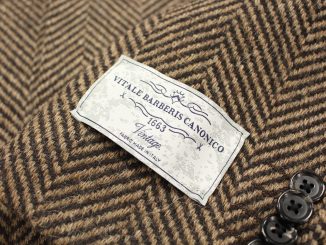 VITALE BARBERIS CANONICO
1663
Vintage
FABRIC MADE IN ITALY